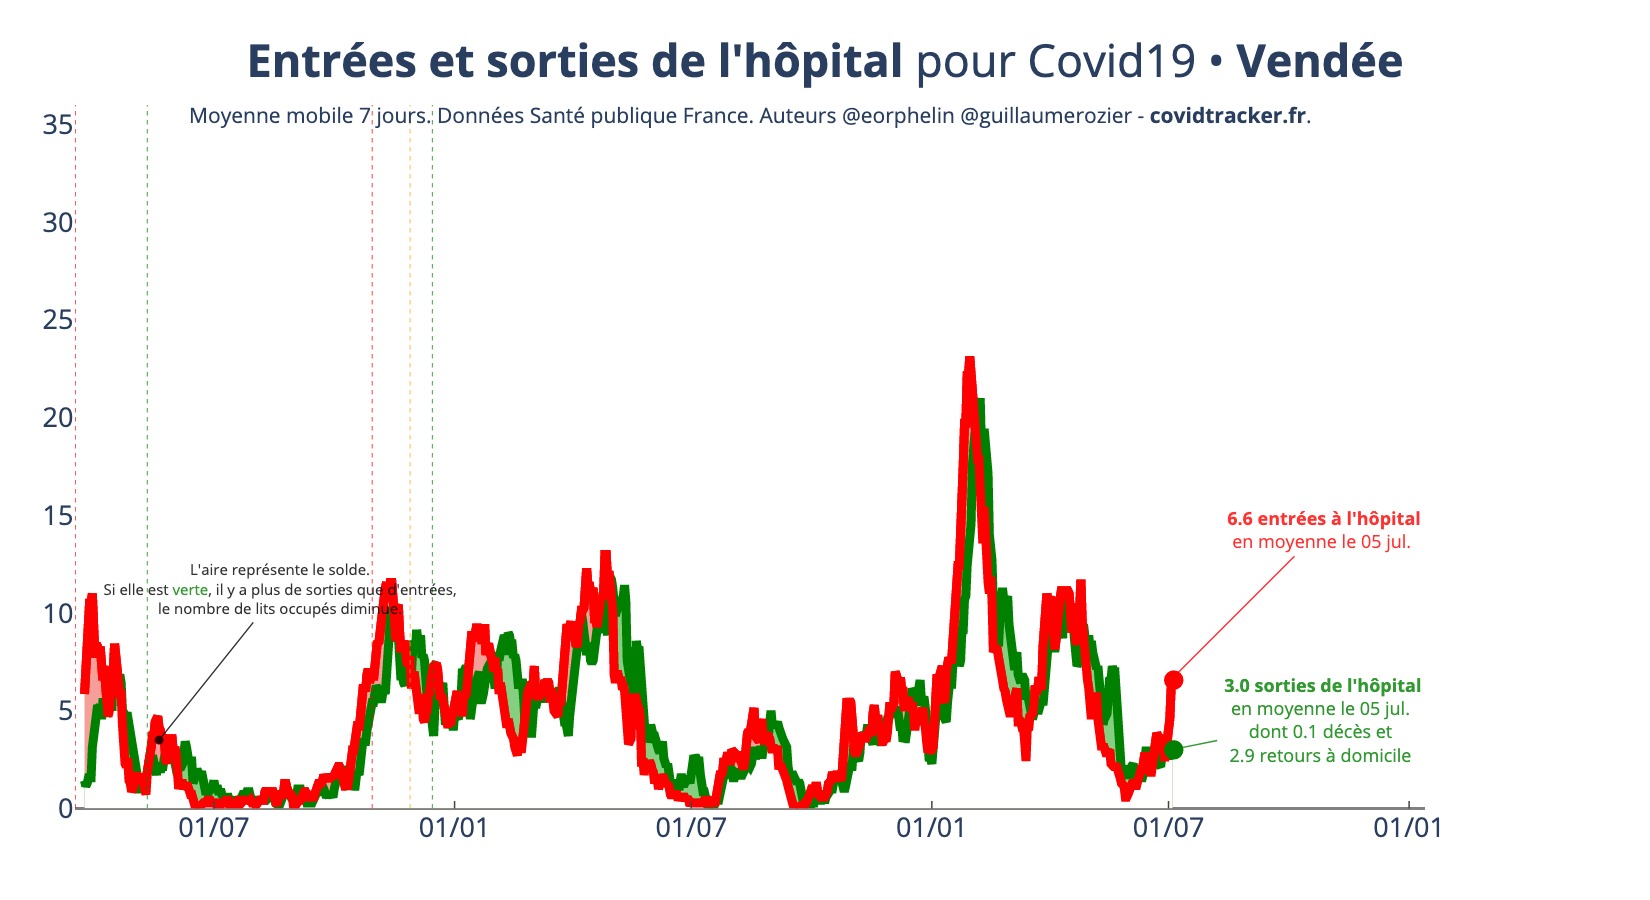 Entrées et sorties de l'hôpital pour Covid19 • Vendée
Moyenne mobile 7 jours. Données Santé publique France. Auteurs @eorphelin @guillaumerozier - covidtracker.fr.
35
30
25
20
15
10
5
0
L'aire représente le solde.
Si elle est verte, il y a plus de sorties que d'entrées,
le nombre de lits occupés diminue.
6.6 entrées à l'hôpital
en moyenne le 05 jul.
3.0 sorties de l'hôpital
en moyenne le 05 jul.
dont 0.1 décès et
2.9 retours à domicile
01/07
01/01
01/07
01/01
01/07
01/01